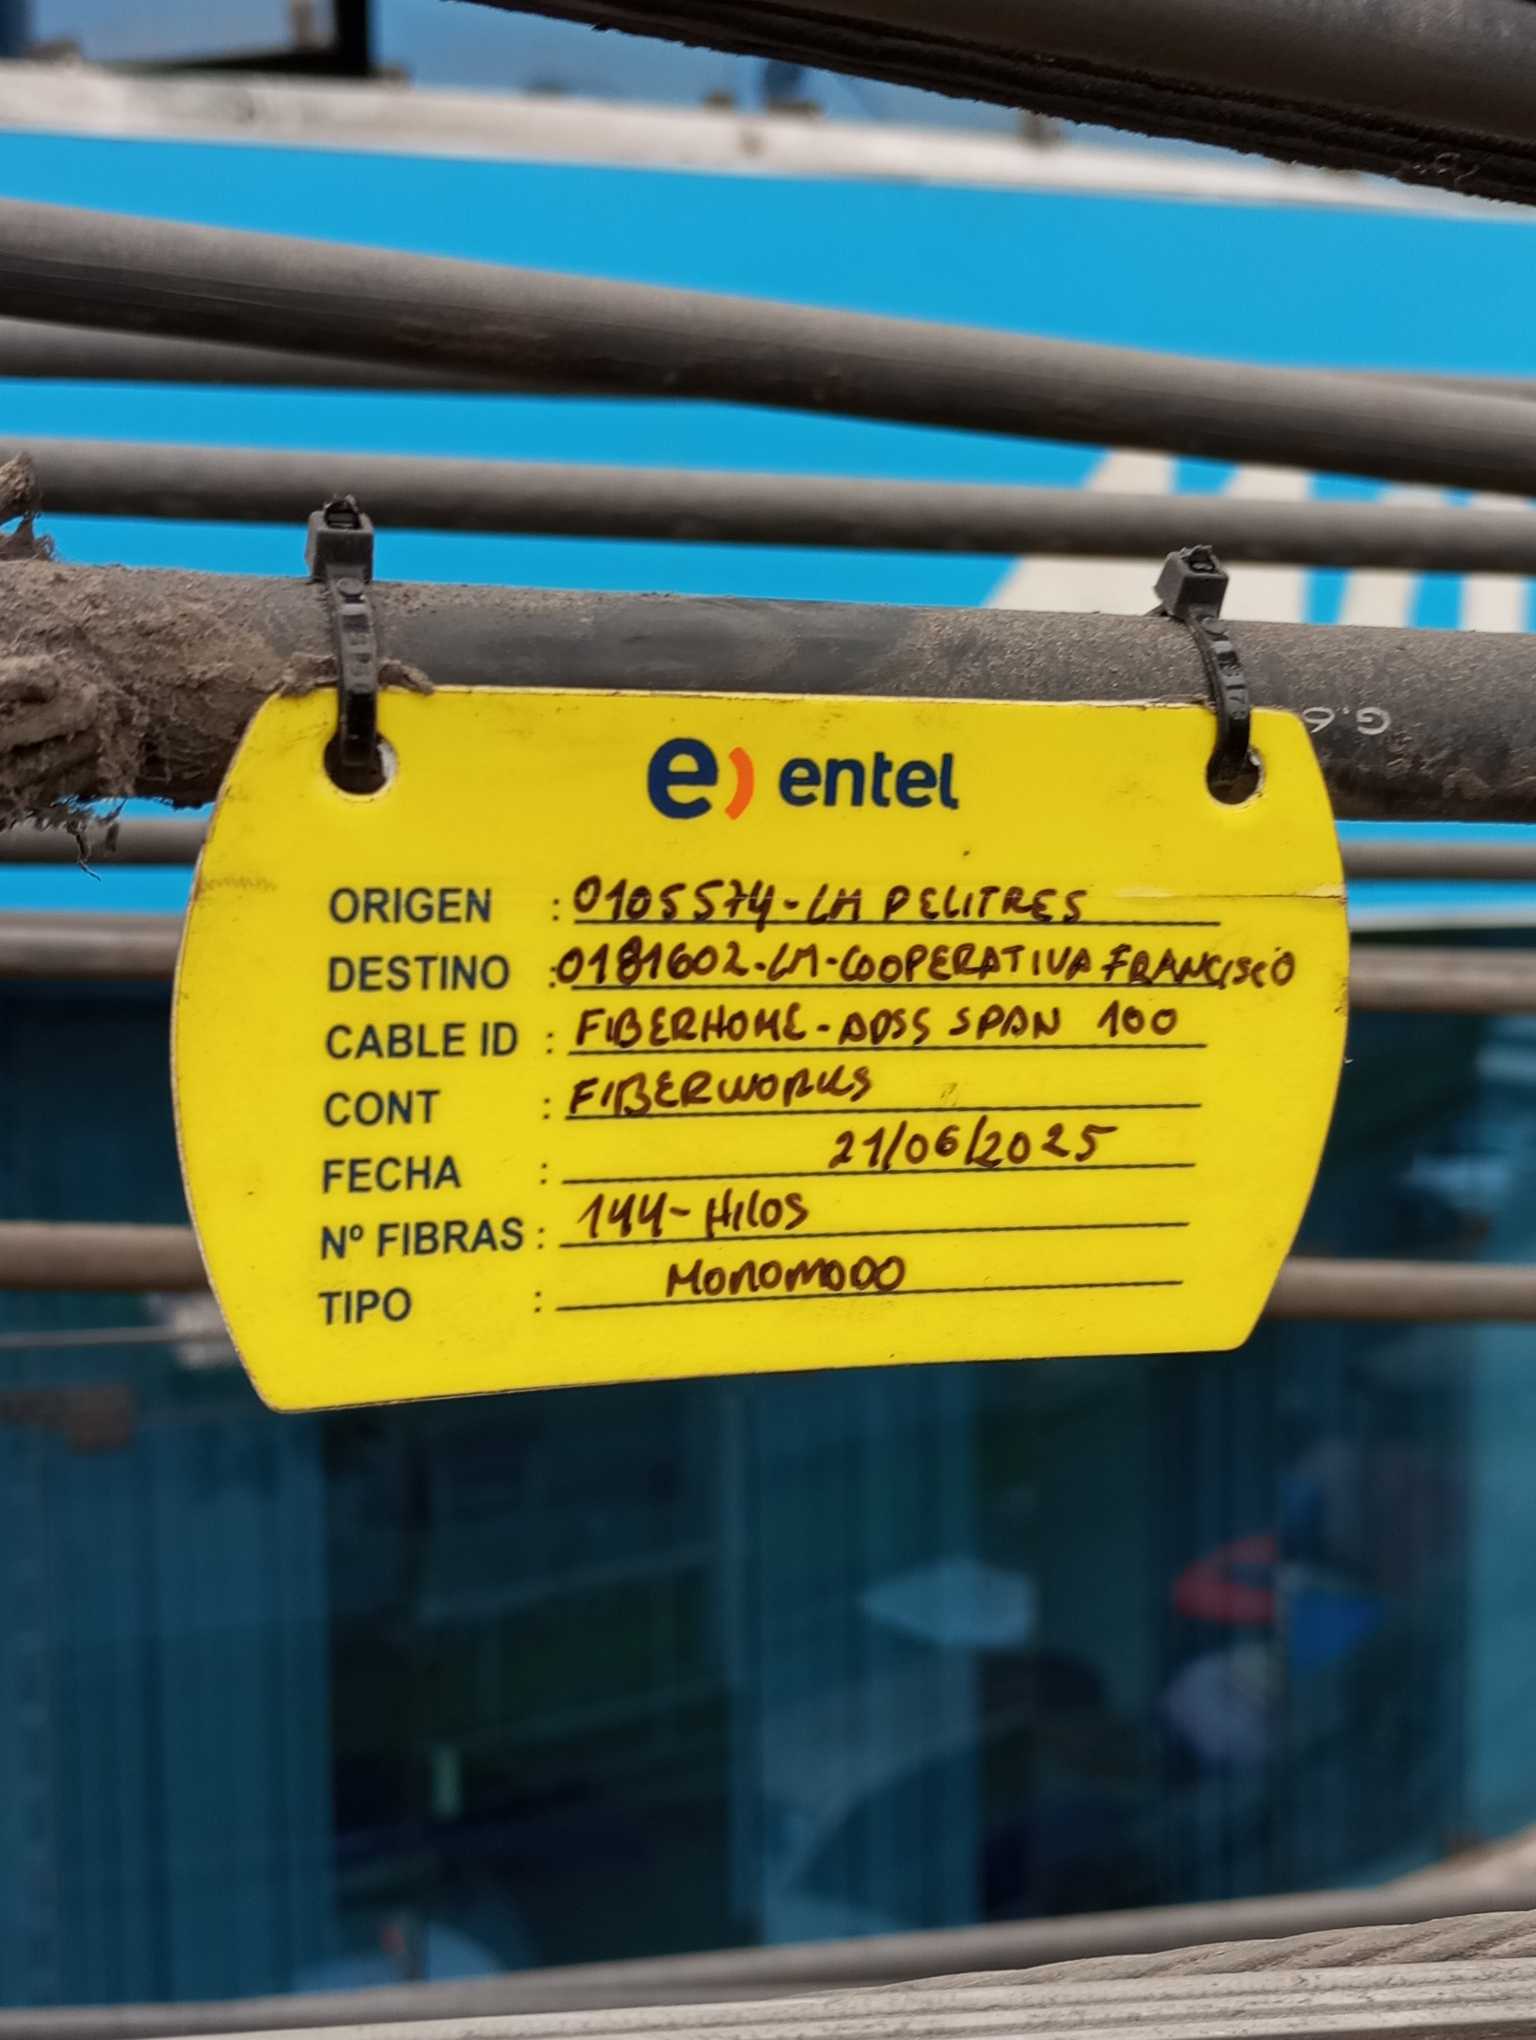 G.6
e) entel
ORIGEN : 0105574-LM PELITRES
DESTINO : 0181602-LM-COOPERATIVA FRANCISCO
CABLE ID : FIBERHOME-ADSS SPAN 100
CONT : FIBERWORKS
FECHA : 21/06/2025
Nº FIBRAS : 144-HILOS
TIPO : MONOMODO